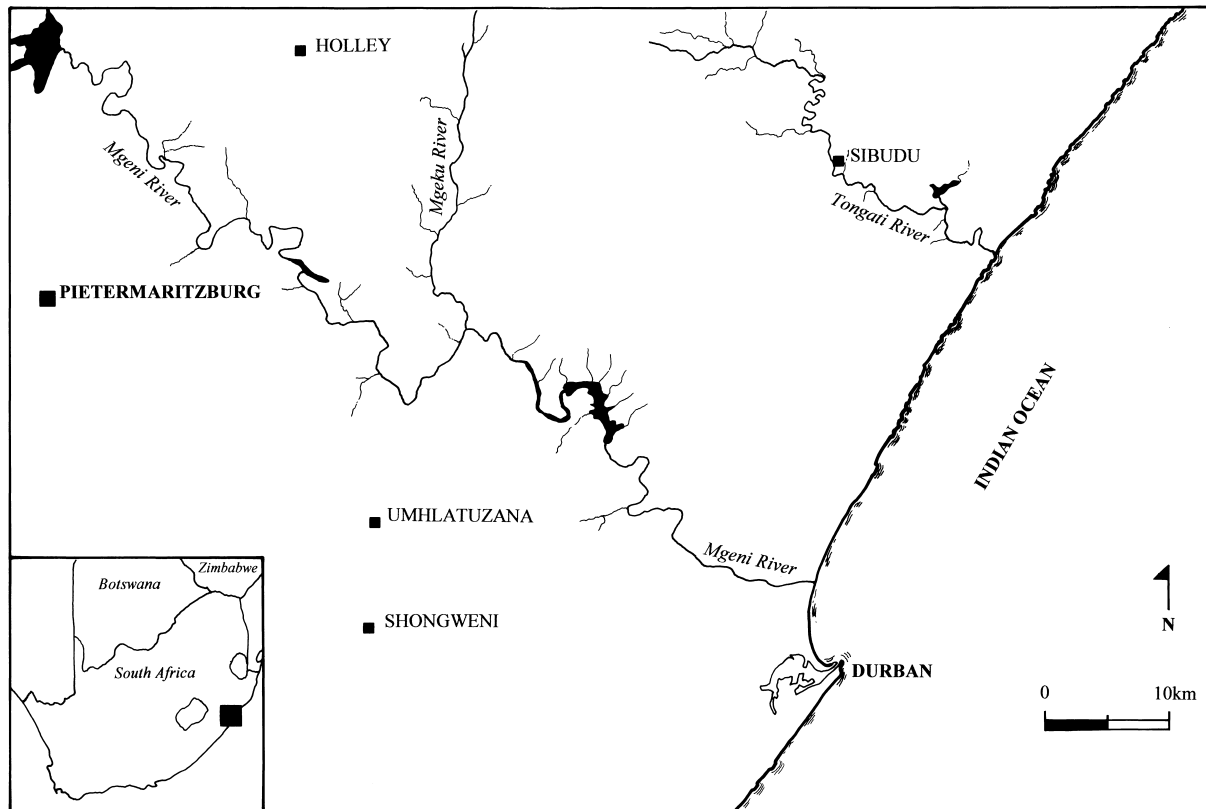 HOLLEY
Mgeni River
Mgeku River
SIBUDU
Tongati River
PIETERMARITZBURG
INDIAN OCEAN
UMHLATUZANA
Mgeni River
SHONGWENI
DURBAN
N
0 10km
Botswana
Zimbabwe
South Africa